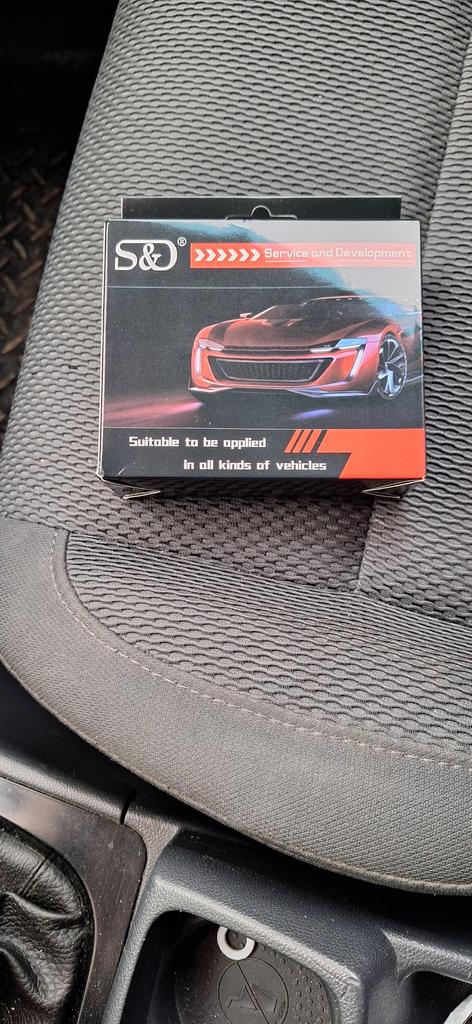 S&D® Service and Development
Suitable to be applied
in all kinds of vehicles